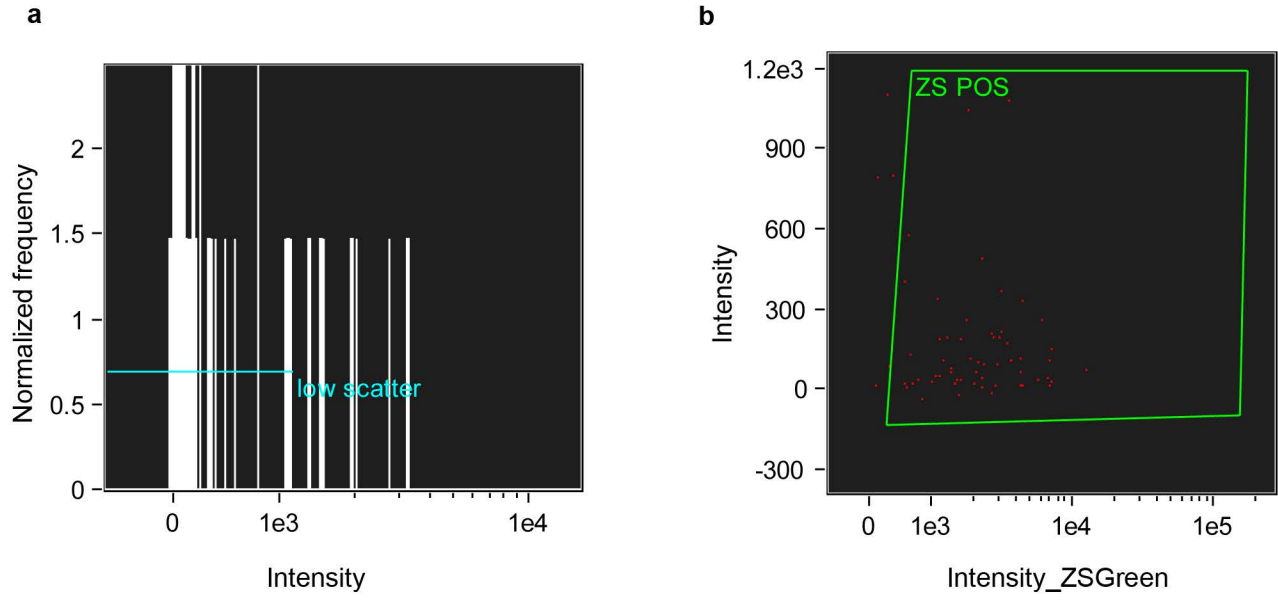 a
Normalized frequency
2
1.5
1
0.5
0
low scatter
0
1e3
1e4
Intensity
b
Intensity
1.2e3
900
600
300
0
-300
ZS POS
0
1e3
1e4
1e5
Intensity_ZSGreen